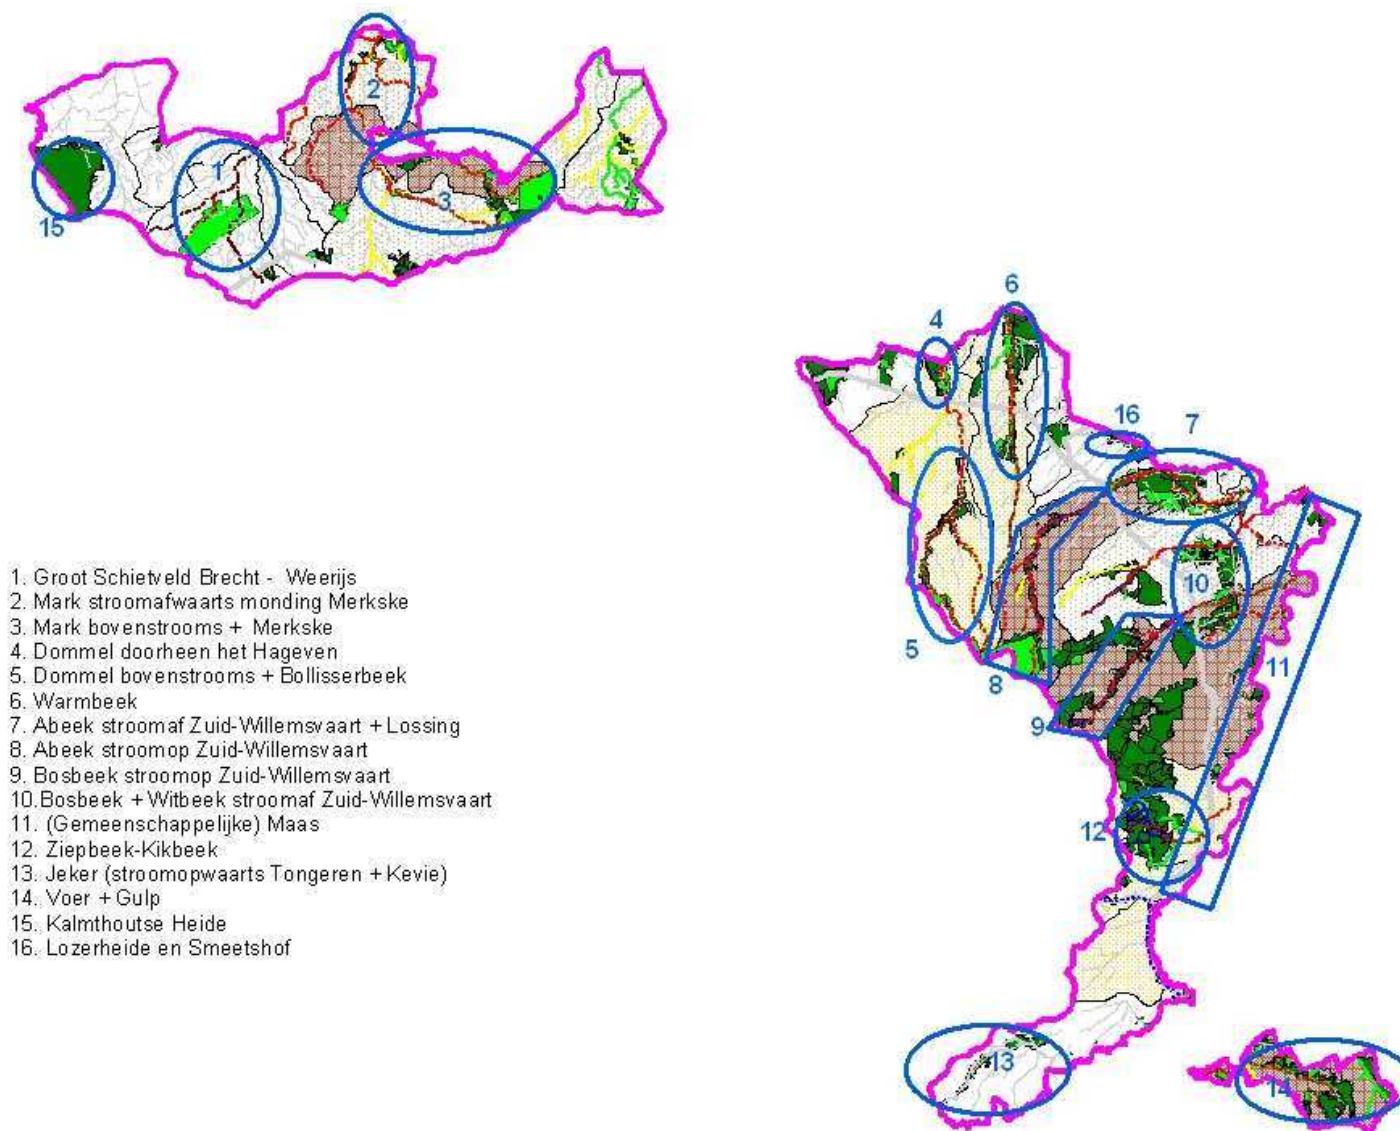 2
1
3
15
6
4
16
7
10
5
11
8
9
12
13
14
1. Groot Schietveld Brecht - Weerijs
2. Mark stroomafwaarts monding Merkske
3. Mark bovenstrooms + Merkske
4. Dommel doorheen het Hageven
5. Dommel bovenstrooms + Bollisserbeek
6. Warmbeek
7. Abeek stroomaf Zuid-Willemsvaart + Lossing
8. Abeek stroomop Zuid-Willemsvaart
9. Bosbeek stroomop Zuid-Willemsvaart
10.Bosbeek + Witbeek stroomaf Zuid-Willemsvaart
11. (Gemeenschappelijke) Maas
12. Ziepbeek-Kikbeek
13. Jeker (stroomopwaarts Tongeren + Kevie)
14. Voer + Gulp
15. Kalmthoutse Heide
16. Lozerheide en Smeetshof